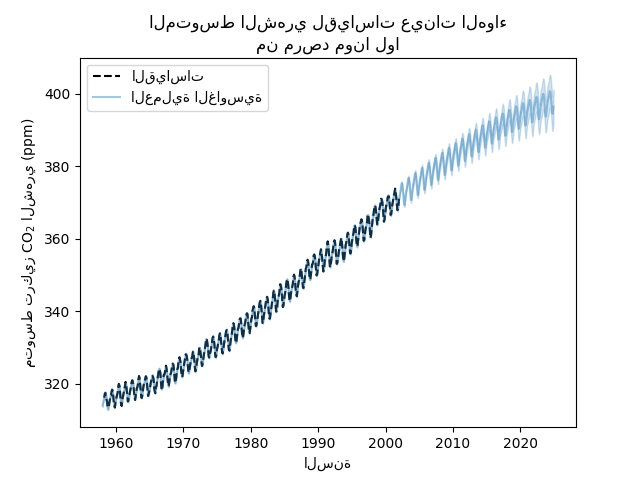 المتوسط الشهري لقياسات عينات الهواء
من مرصد مونا لوا
القياسات
العملية الغاوسية
متوسط تركيز CO₂ الشهري (ppm)
400
380
360
340
320
1960 1970 1980 1990 2000 2010 2020
السنة